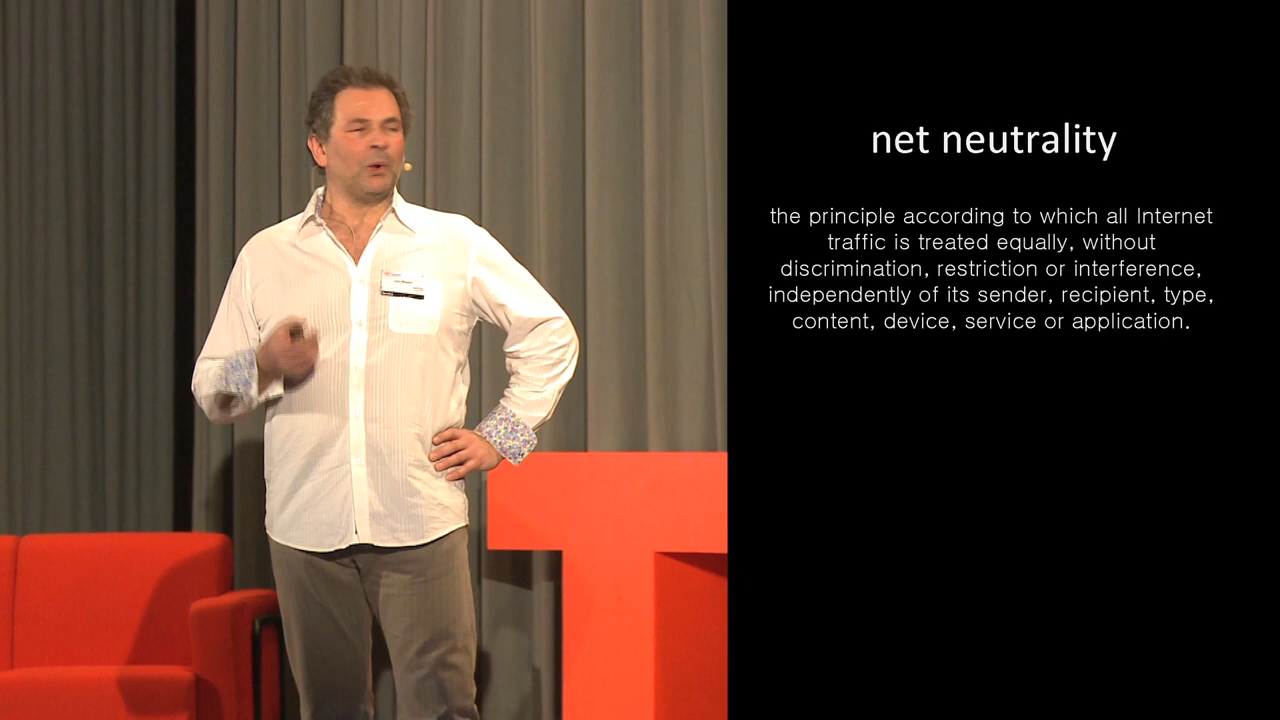 net neutrality
the principle according to which all Internet
traffic is treated equally, without
discrimination, restriction or interference,
independently of its sender, recipient, type,
content, device, service or application.
T